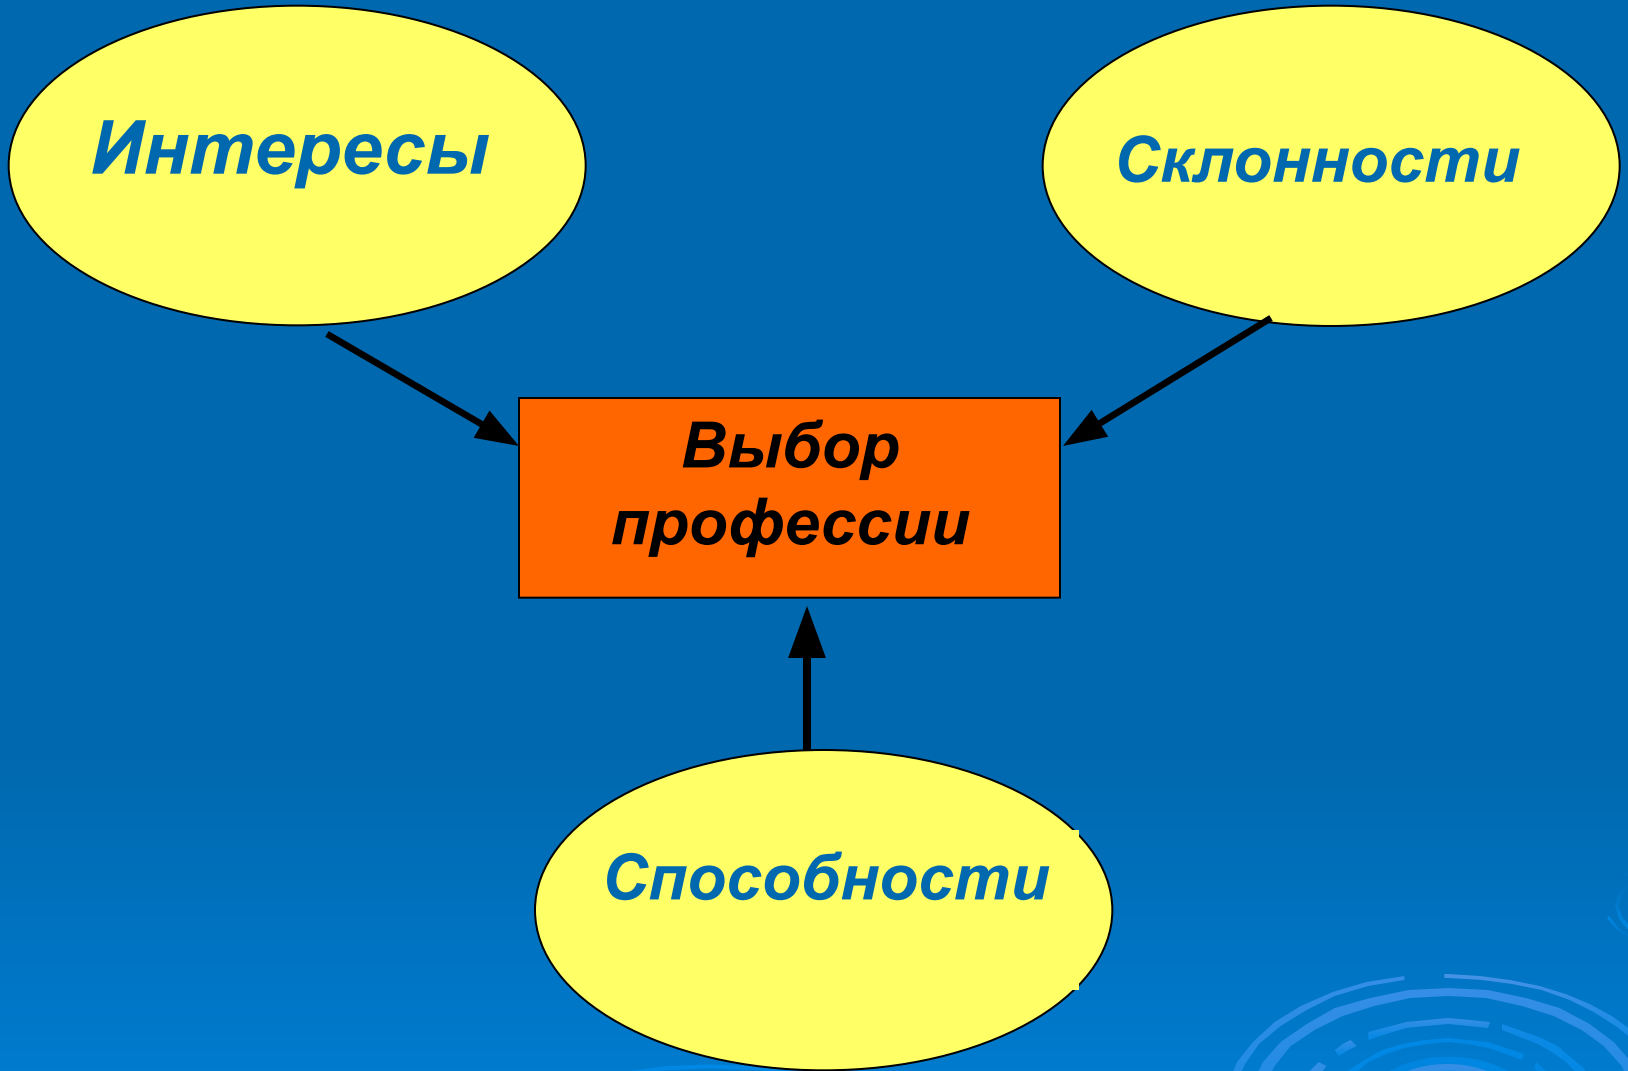 Интересы
Склонности
Выбор
профессии
Способности